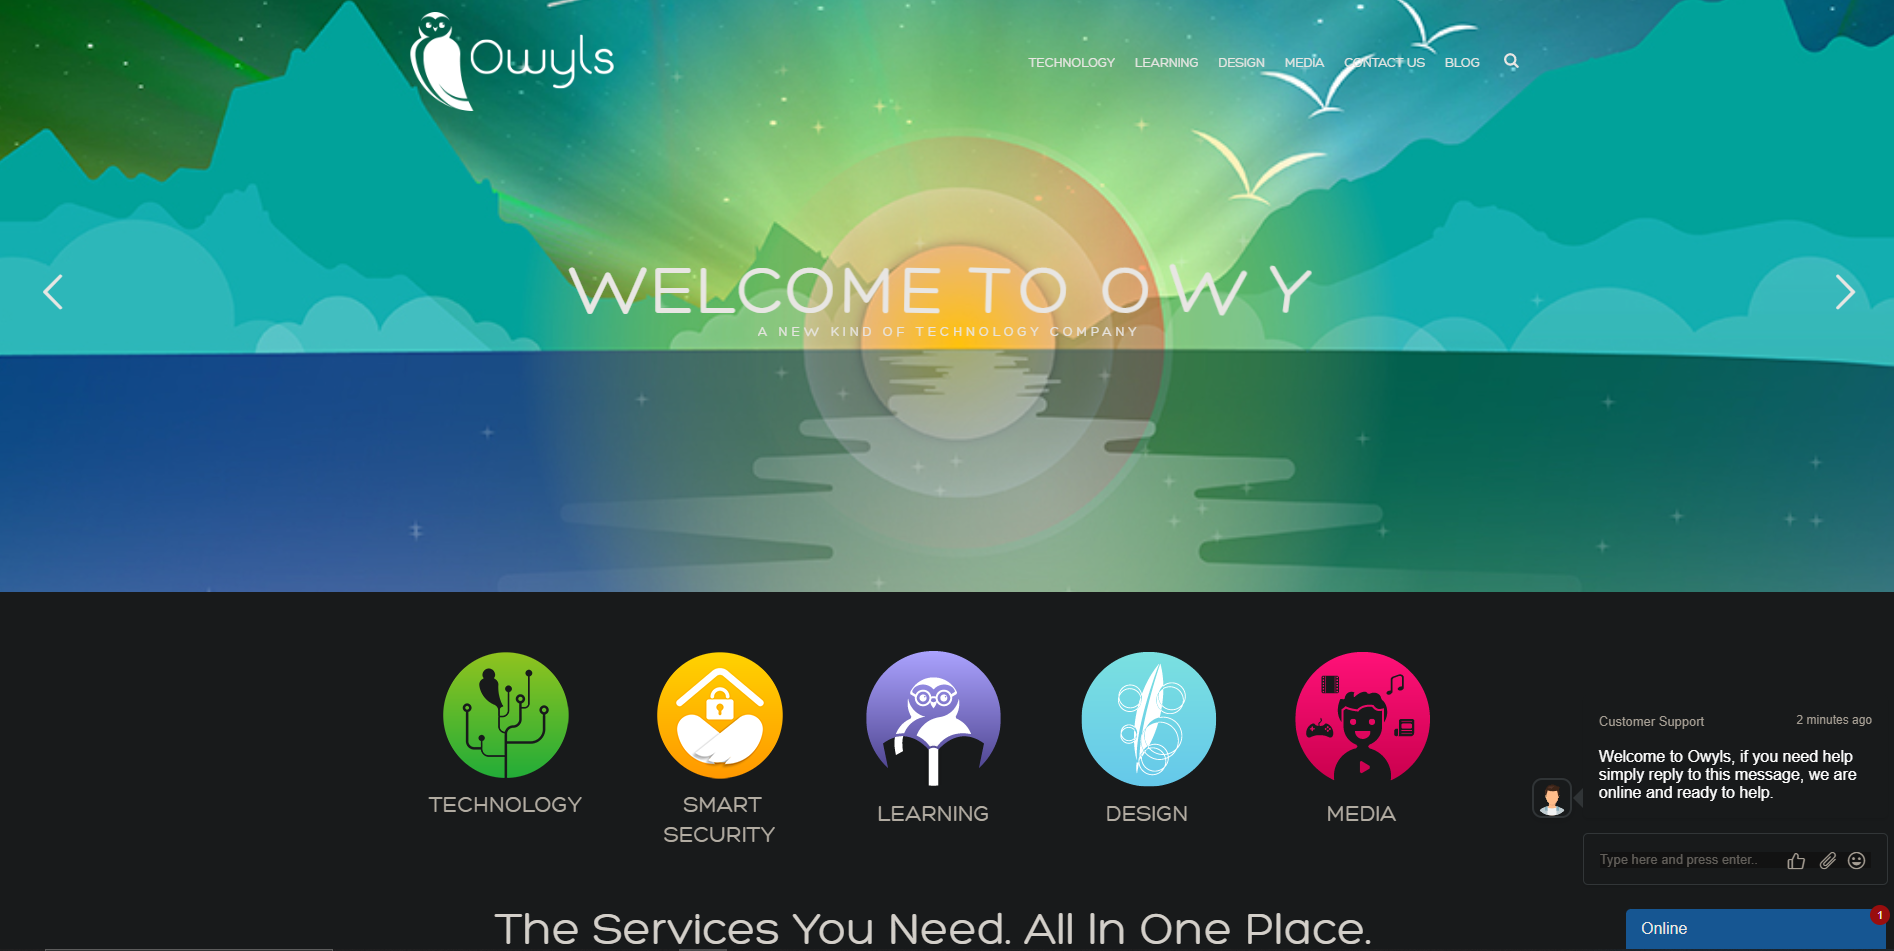 Owyls
TECHNOLOGY LEARNING DESIGN MEDIA CONTACT US BLOG
WELCOME TO OWY
A NEW KIND OF TECHNOLOGY COMPANY
TECHNOLOGY
SMART
SECURITY
LEARNING
DESIGN
MEDIA
Customer Support 2 minutes ago
Welcome to Owyls, if you need help
simply reply to this message, we are
online and ready to help.
Type here and press enter..
The Services You Need. All In One Place.
Online 1